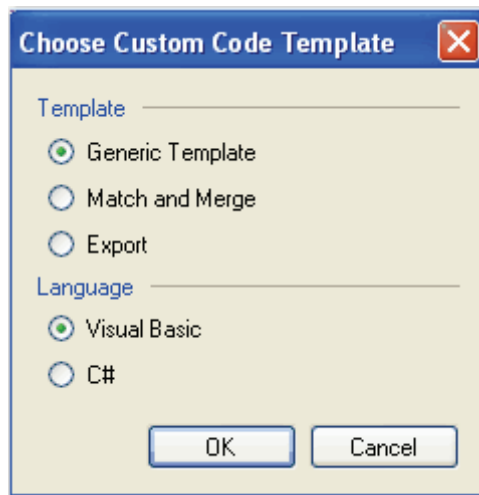 Choose Custom Code Template
Template
Generic Template
Match and Merge
Export
Language
Visual Basic
C#
OK Cancel